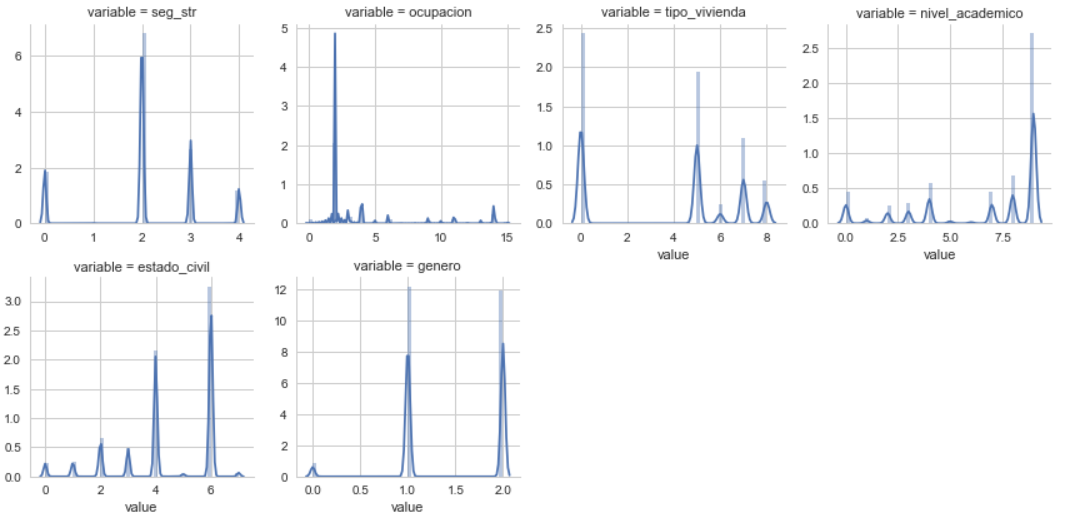 variable = seg_str
6
4
2
0
0 1 2 3 4
variable = ocupacion
5
4
3
2
1
0
0 5 10 15
variable = tipo_vivienda
2.5
2.0
1.5
1.0
0.5
0.0
0 2 4 6 8
value
variable = nivel_academico
2.5
2.0
1.5
1.0
0.5
0.0
0.0 2.5 5.0 7.5
value
variable = estado_civil
3.0
2.5
2.0
1.5
1.0
0.5
0.0
0 2 4 6
value
variable = genero
12
10
8
6
4
2
0
0.0 0.5 1.0 1.5 2.0
value